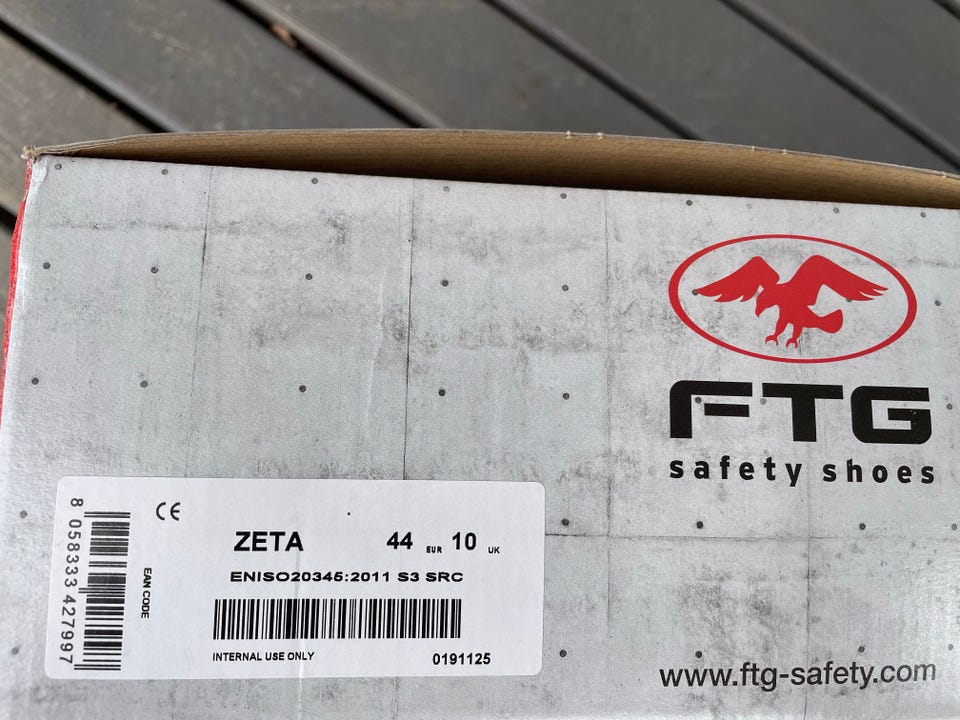 FTG
safety shoes
CE
ZETA 44 EUR 10 UK
ENISO20345:2011 S3 SRC
INTERNAL USE ONLY 0191125
EAN CODE
8 058333 427997
www.ftg-safety.com